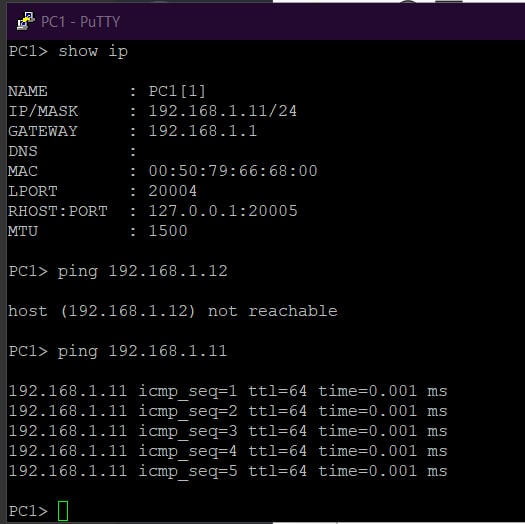 PC1 - PuTTY
PC1> show ip
NAME        : PC1[1]
IP/MASK     : 192.168.1.11/24
GATEWAY     : 192.168.1.1
DNS         :
MAC         : 00:50:79:66:68:00
LPORT       : 20004
RHOST:PORT  : 127.0.0.1:20005
MTU         : 1500
PC1> ping 192.168.1.12
host (192.168.1.12) not reachable
PC1> ping 192.168.1.11
192.168.1.11 icmp_seq=1 ttl=64 time=0.001 ms
192.168.1.11 icmp_seq=2 ttl=64 time=0.001 ms
192.168.1.11 icmp_seq=3 ttl=64 time=0.001 ms
192.168.1.11 icmp_seq=4 ttl=64 time=0.001 ms
192.168.1.11 icmp_seq=5 ttl=64 time=0.001 ms
PC1>